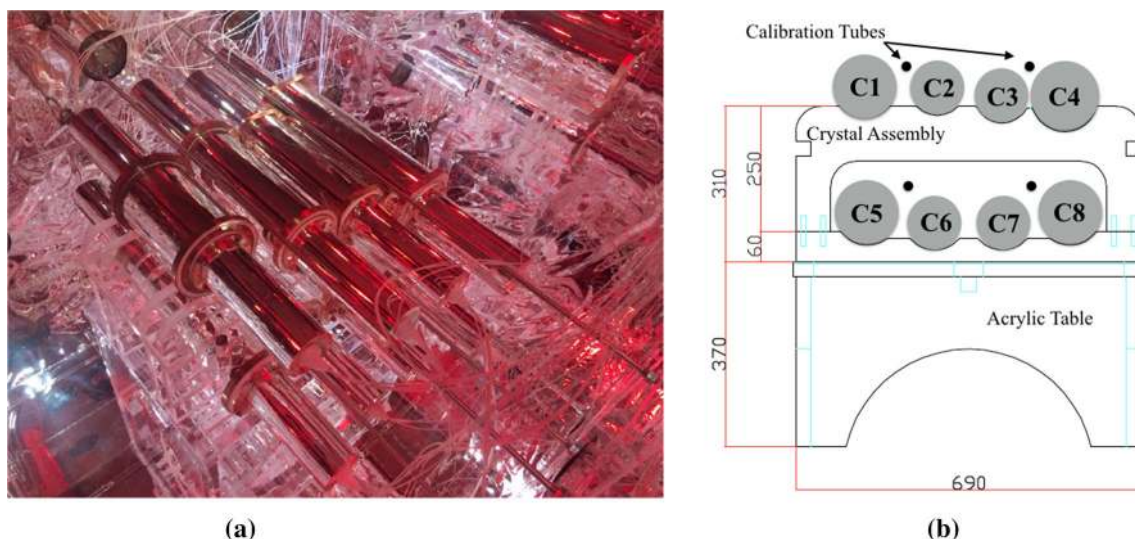 Calibration Tubes
C1
C2
C3
C4
Crystal Assembly
310
250
C5
C6
C7
C8
60
Acrylic Table
370
690
(a)
(b)